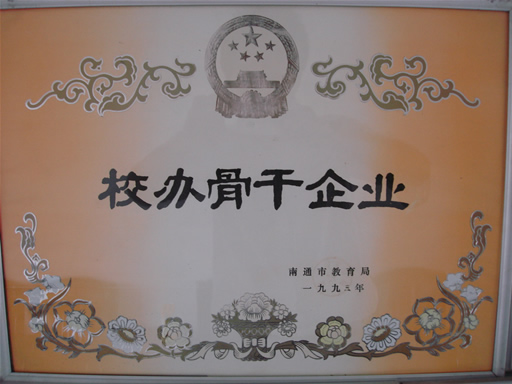 校办骨干企业
南通市教育局
一九九三年